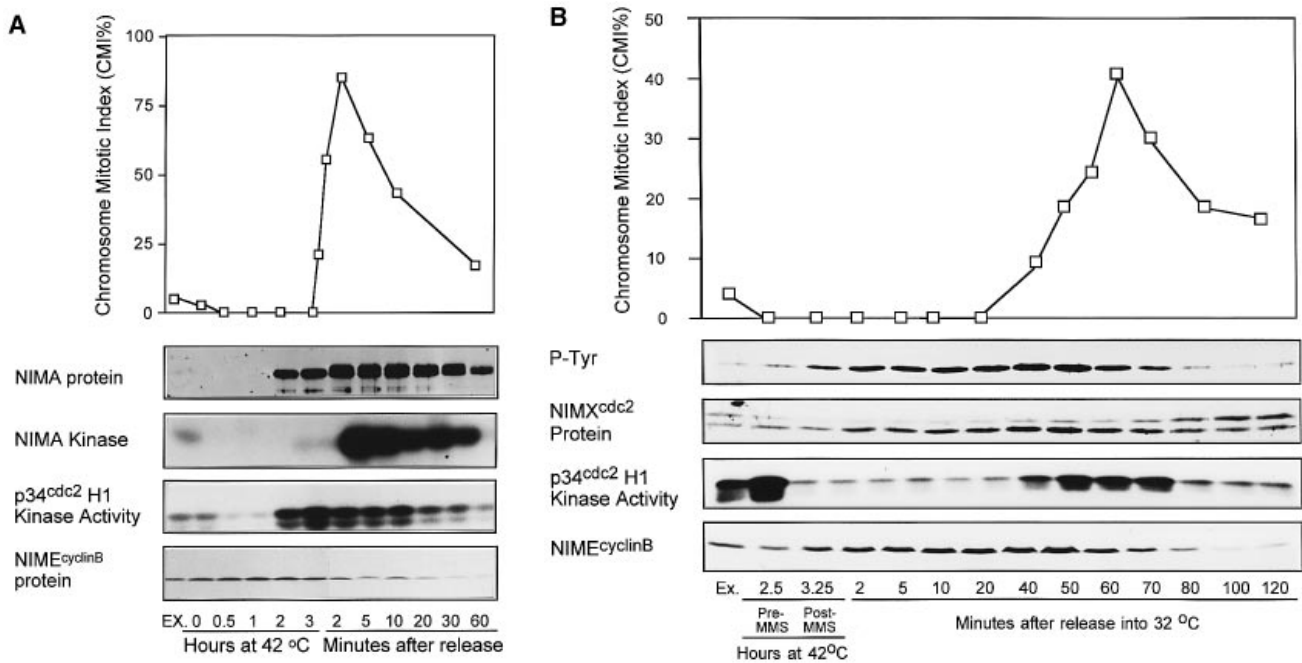 A
Chromosome Mitotic Index (CMI%)
100
75
50
25
0
NIMA protein
NIMA Kinase
p34cdc2 H1
Kinase Activity
NIMEcyclinB
protein
EX. 0 0.5 1 2 3 2 5 10 20 30 60
Hours at 42 ºC Minutes after release
B
Chromosome Mitotic Index (CMI%)
50
40
30
20
10
0
P-Tyr
NIMXcdc2
Protein
p34cdc2 H1
Kinase Activity
NIMEcyclinB
Ex. 2.5 3.25 2 5 10 20 40 50 60 70 80 100 120
Pre-
MMS
Post-
MMS
Minutes after release into 32 ºC
Hours at 42ºC